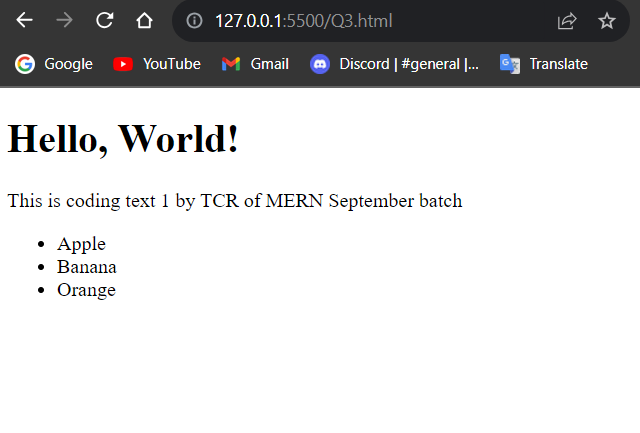 127.0.0.1:5500/Q3.html
Google YouTube Gmail Discord | #general |... Translate
Hello, World!
This is coding text 1 by TCR of MERN September batch
Apple
Banana
Orange